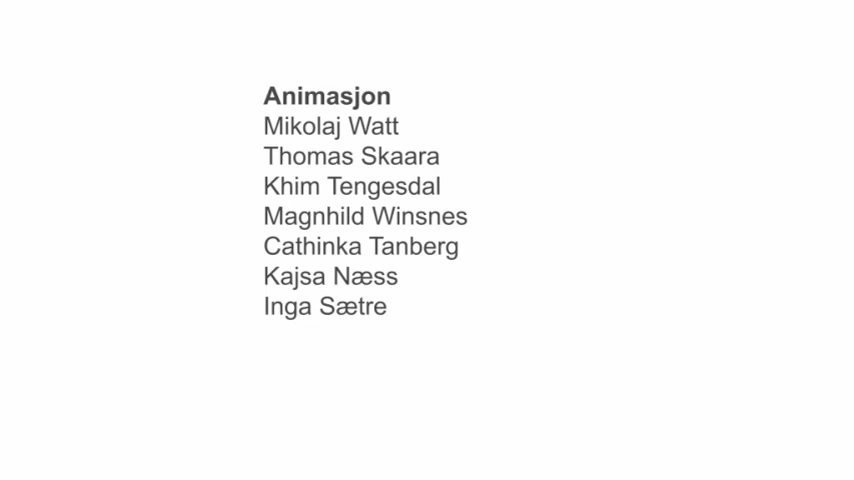 Animasjon
Mikolaj Watt
Thomas Skaara
Khim Tengesdal
Magnhild Winsnes
Cathinka Tanberg
Kajsa Næss
Inga Sætre